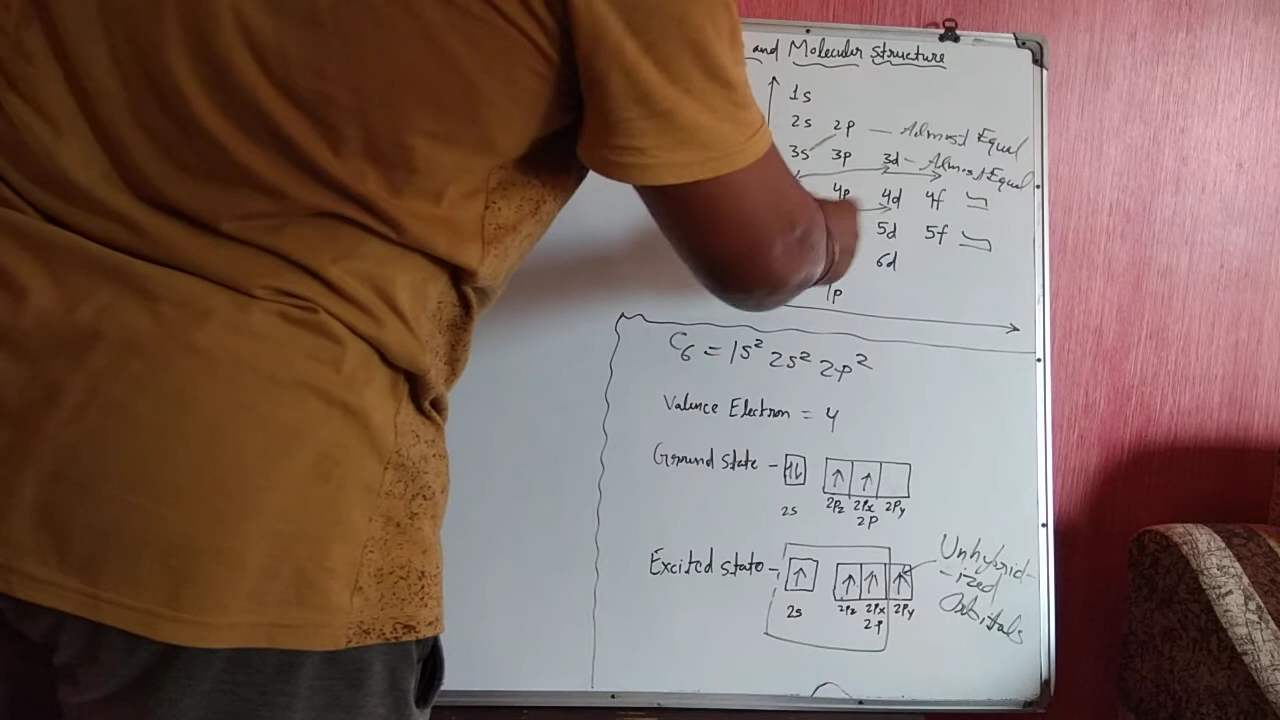 and Molecular Structure
1s
2s 2p — Almost Equal
3s 3p 3d - Almost Equal
4p 4d 4f
5d 5f
6d
7p
C6 = 1s² 2s² 2p²
Valence Electron = 4
Ground state - ↑↓ ↑ ↑
2s 2Pz 2Px 2Py
2P
Excited state - ↑ ↑ ↑ ↑
2s 2Pz 2Px 2Py
2P
Unhybrid-
-ized
Orbitals